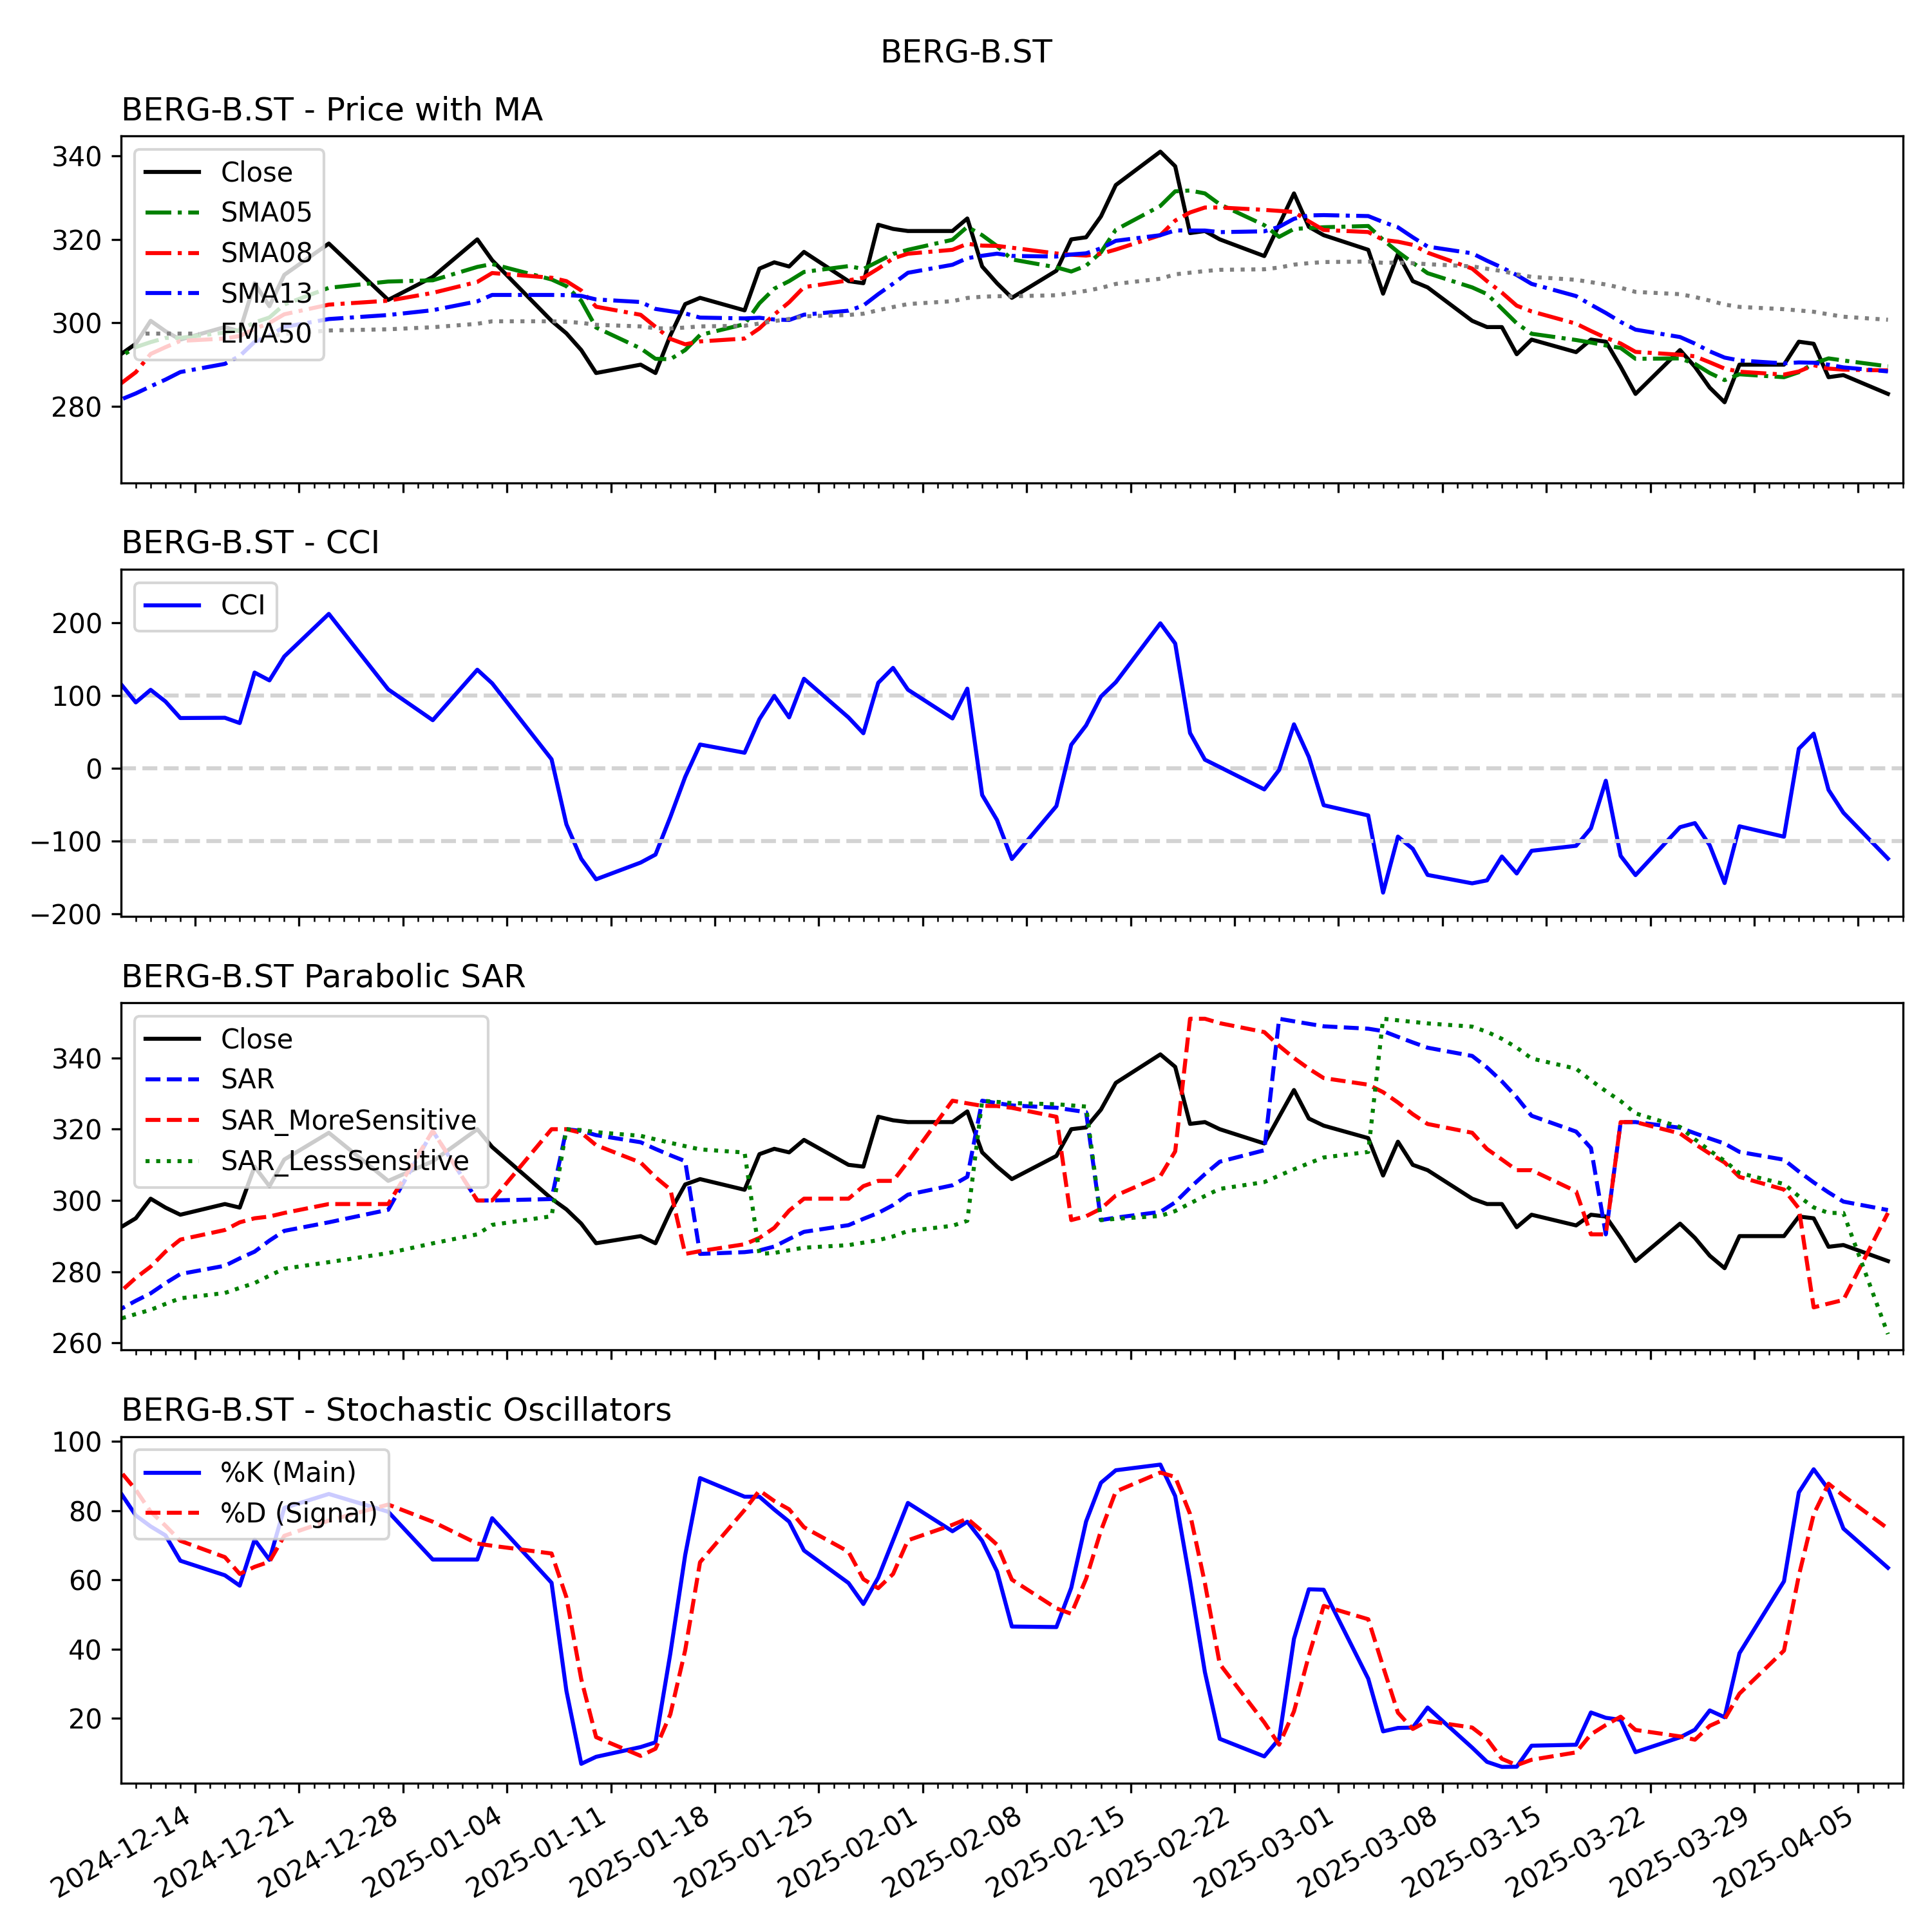 BERG-B.ST
BERG-B.ST - Price with MA
340
320
300
280
Close
SMA05
SMA08
SMA13
EMA50
BERG-B.ST - CCI
200
100
0
−100
−200
CCI
BERG-B.ST Parabolic SAR
340
320
300
280
260
Close
SAR
SAR_MoreSensitive
SAR_LessSensitive
BERG-B.ST - Stochastic Oscillators
100
80
60
40
20
%K (Main)
%D (Signal)
2024-12-14
2024-12-21
2024-12-28
2025-01-04
2025-01-11
2025-01-18
2025-01-25
2025-02-01
2025-02-08
2025-02-15
2025-02-22
2025-03-01
2025-03-08
2025-03-15
2025-03-22
2025-03-29
2025-04-05